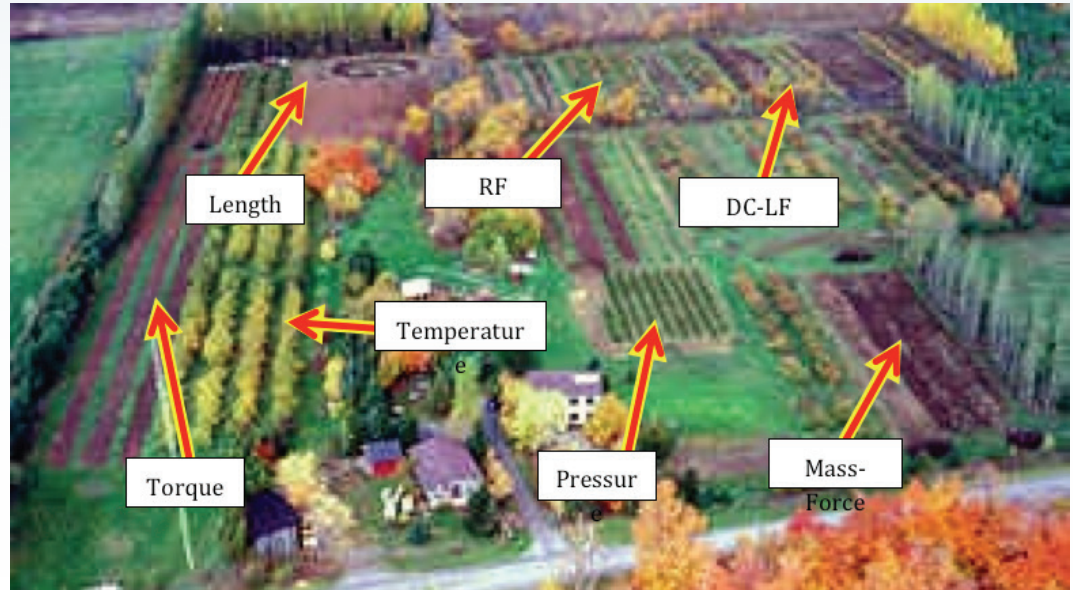 Length
RF
DC-LF
Temperatur
e
Torque
Pressur
e
Mass-
Force